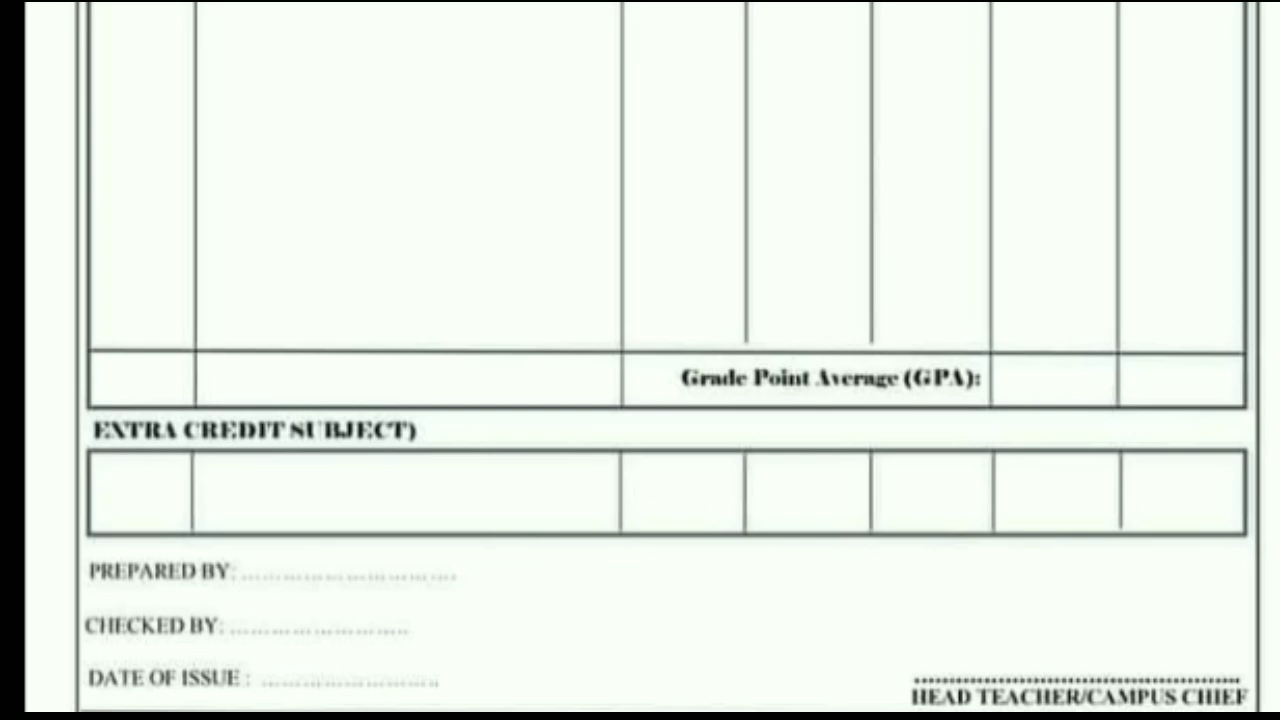 Grade Point Average (GPA):
EXTRA CREDIT SUBJECT)
PREPARED BY: ................................
CHECKED BY: ..........................
DATE OF ISSUE : ..........................
................................................
HEAD TEACHER/CAMPUS CHIEF